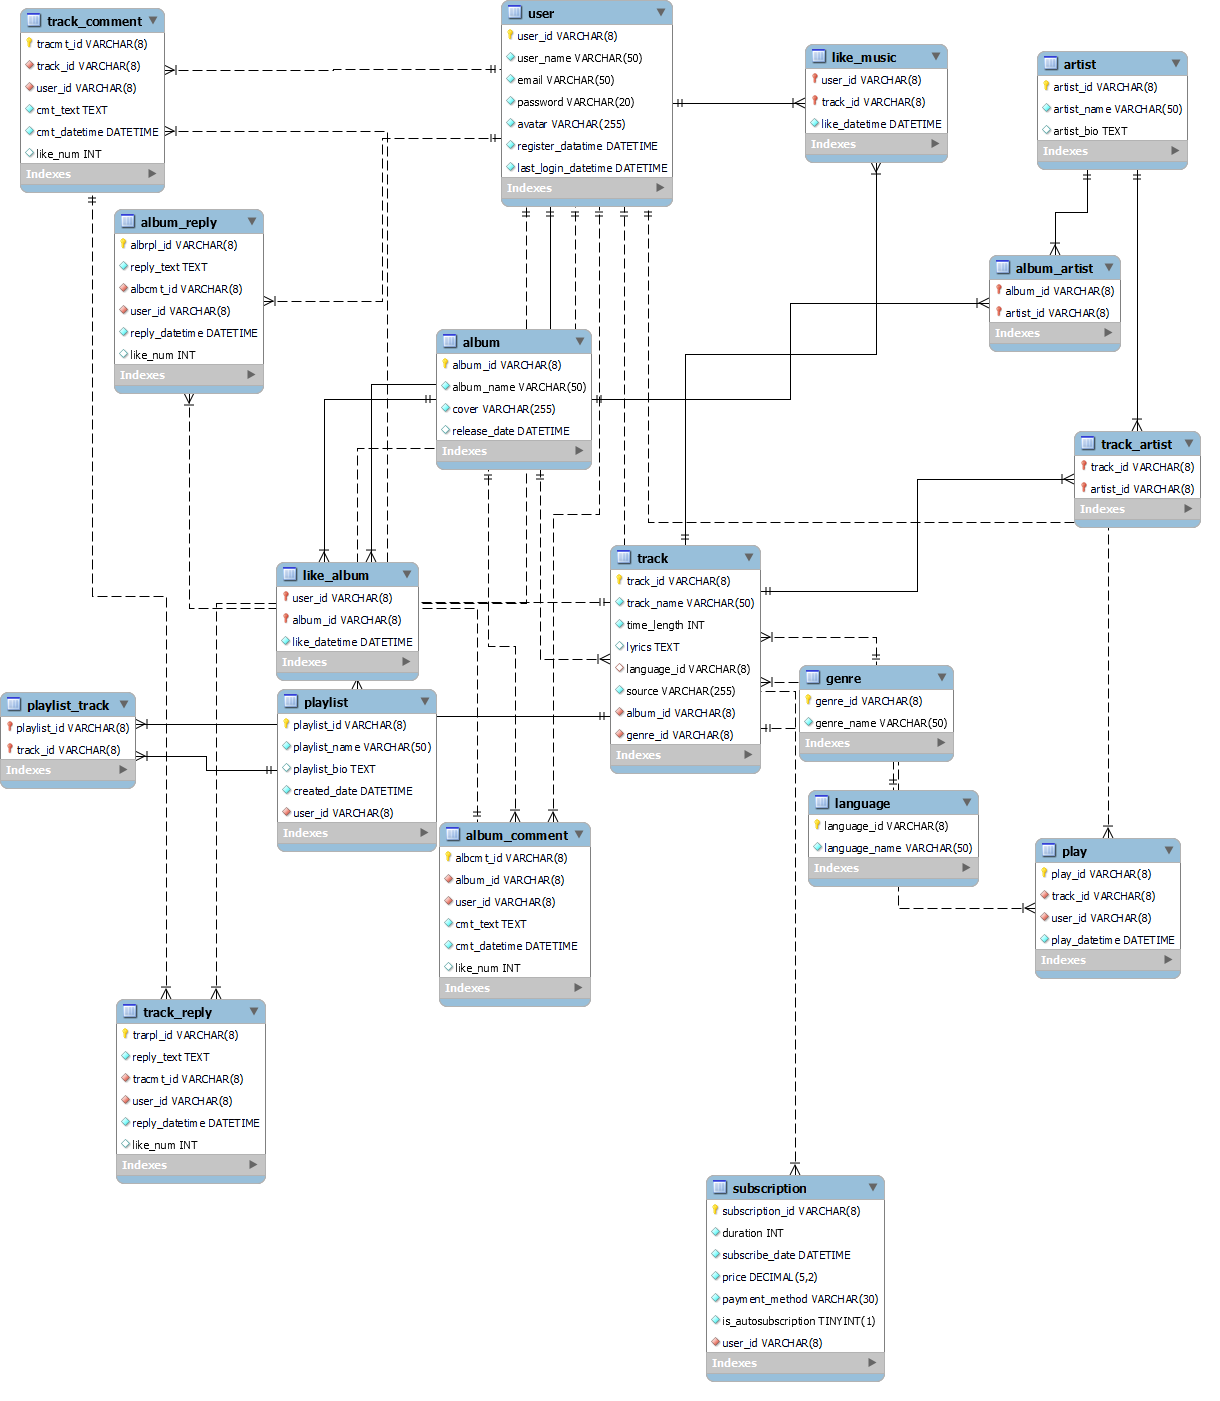 track_comment
tracmt_id VARCHAR(8)
track_id VARCHAR(8)
user_id VARCHAR(8)
cmt_text TEXT
cmt_datetime DATETIME
like_num INT
Indexes
user
user_id VARCHAR(8)
user_name VARCHAR(50)
email VARCHAR(50)
password VARCHAR(20)
avatar VARCHAR(255)
register_datatime DATETIME
last_login_datetime DATETIME
Indexes
like_music
user_id VARCHAR(8)
track_id VARCHAR(8)
like_datetime DATETIME
Indexes
artist
artist_id VARCHAR(8)
artist_name VARCHAR(50)
artist_bio TEXT
Indexes
album_reply
albrpl_id VARCHAR(8)
reply_text TEXT
albcmt_id VARCHAR(8)
user_id VARCHAR(8)
reply_datetime DATETIME
like_num INT
Indexes
album_artist
album_id VARCHAR(8)
artist_id VARCHAR(8)
Indexes
album
album_id VARCHAR(8)
album_name VARCHAR(50)
cover VARCHAR(255)
release_date DATETIME
Indexes
track_artist
track_id VARCHAR(8)
artist_id VARCHAR(8)
Indexes
like_album
user_id VARCHAR(8)
album_id VARCHAR(8)
like_datetime DATETIME
Indexes
track
track_id VARCHAR(8)
track_name VARCHAR(50)
time_length INT
lyrics TEXT
language_id VARCHAR(8)
source VARCHAR(255)
album_id VARCHAR(8)
genre_id VARCHAR(8)
Indexes
genre
genre_id VARCHAR(8)
genre_name VARCHAR(50)
Indexes
playlist_track
playlist_id VARCHAR(8)
track_id VARCHAR(8)
Indexes
playlist
playlist_id VARCHAR(8)
playlist_name VARCHAR(50)
playlist_bio TEXT
created_date DATETIME
user_id VARCHAR(8)
Indexes
language
language_id VARCHAR(8)
language_name VARCHAR(50)
Indexes
album_comment
albcmt_id VARCHAR(8)
album_id VARCHAR(8)
user_id VARCHAR(8)
cmt_text TEXT
cmt_datetime DATETIME
like_num INT
Indexes
play
play_id VARCHAR(8)
track_id VARCHAR(8)
user_id VARCHAR(8)
play_datetime DATETIME
Indexes
track_reply
trarpl_id VARCHAR(8)
reply_text TEXT
tracmt_id VARCHAR(8)
user_id VARCHAR(8)
reply_datetime DATETIME
like_num INT
Indexes
subscription
subscription_id VARCHAR(8)
duration INT
subscribe_date DATETIME
price DECIMAL(5,2)
payment_method VARCHAR(30)
is_autosubscription TINYINT(1)
user_id VARCHAR(8)
Indexes